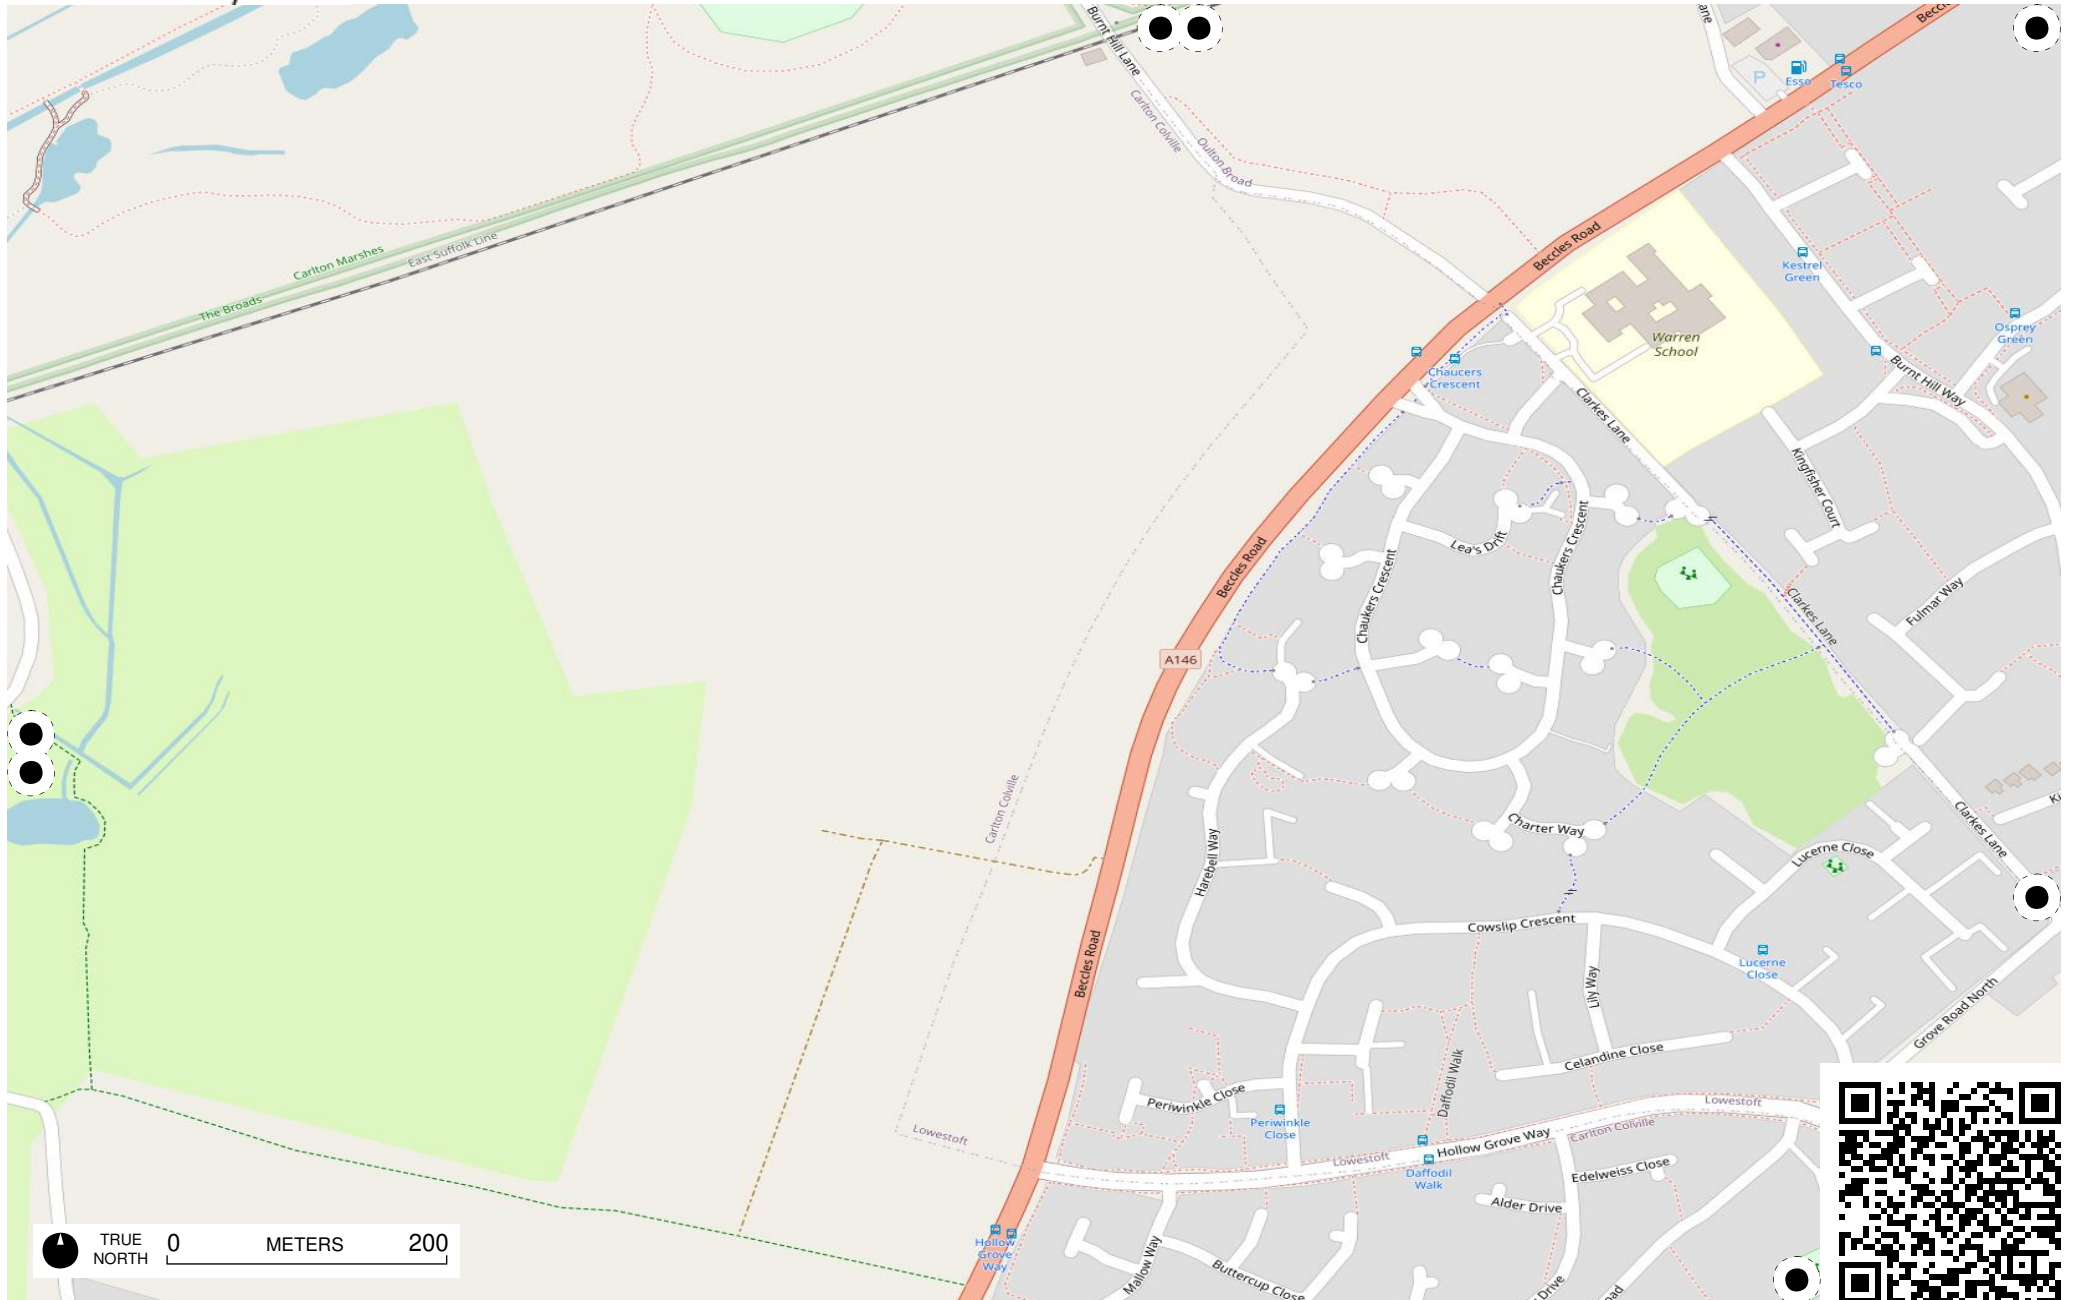 Burnt Hill Lane
Carlton Colville
Oulton Broad
Esso
Tesco
P
Beccles Road
Carlton Marshes
East Suffolk Line
The Broads
Kestrel
Green
Osprey
Green
Warren
School
Chaucers
Crescent
Clarkes Lane
Burnt Hill Way
Kingfisher Court
Lea's Drift
Chaukers Crescent
Chaukers Crescent
Beccles Road
Fulmar Way
Clarkes Lane
A146
Carlton Colville
Harebell Way
Charter Way
Lucerne Close
Clarkes Lane
Cowslip Crescent
Beccles Road
Lily Way
Lucerne
Close
Grove Road North
Celandine Close
Daffodil Walk
Periwinkle Close
Periwinkle
Close
Lowestoft
Lowestoft
Hollow Grove Way
Carlton Colville
Lowestoft
Daffodil
Walk
Edelweiss Close
Alder Drive
Hollow
Grove
Way
Mallow Way
Buttercup Close
Drive
TRUE
NORTH
0 METERS 200